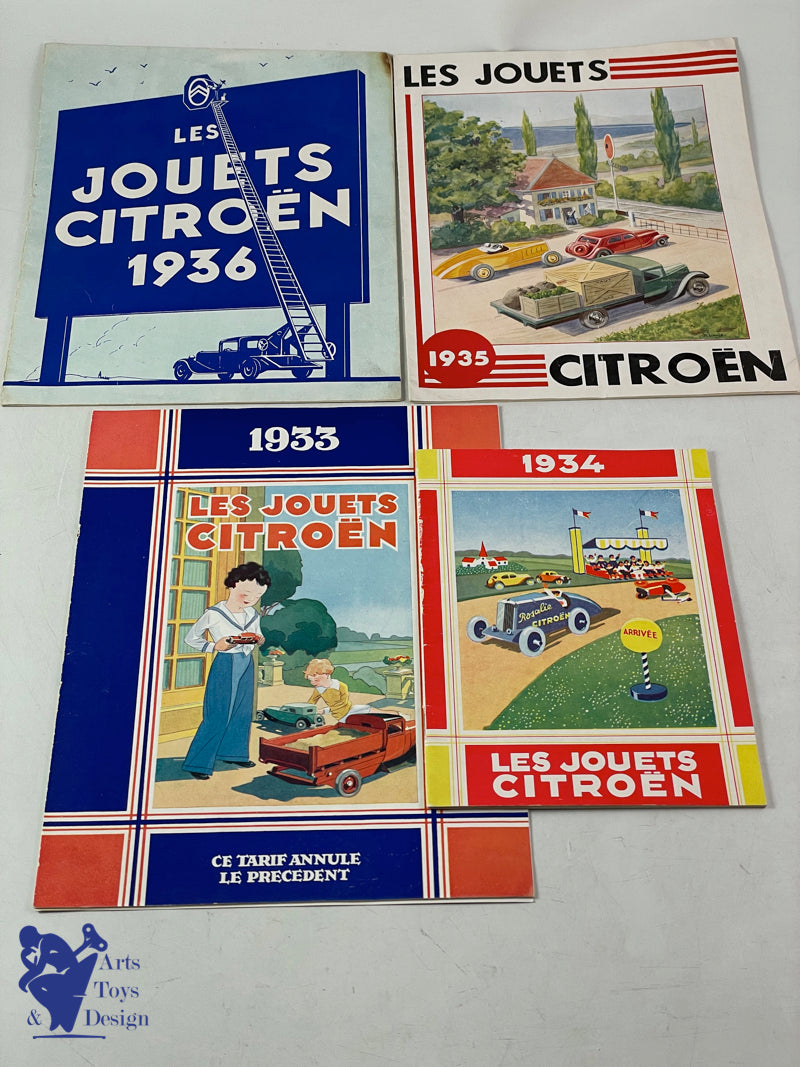 LES
JOUETS
CITROËN
1936
LES JOUETS
1935
CITROËN
1933
LES JOUETS
CITROËN
CE TARIF ANNULE
LE PRECEDENT
1934
Rosalie
CITROËN
ARRIVÉE
LES JOUETS
CITROËN
Arts
Toys
& Design